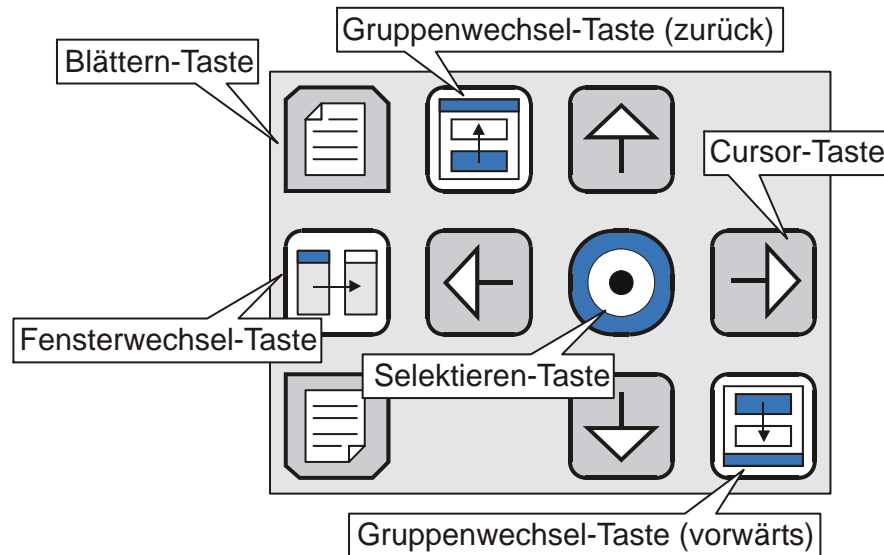 Gruppenwechsel-Taste (zurück)
Blättern-Taste
Cursor-Taste
Fensterwechsel-Taste
Selektieren-Taste
Gruppenwechsel-Taste (vorwärts)